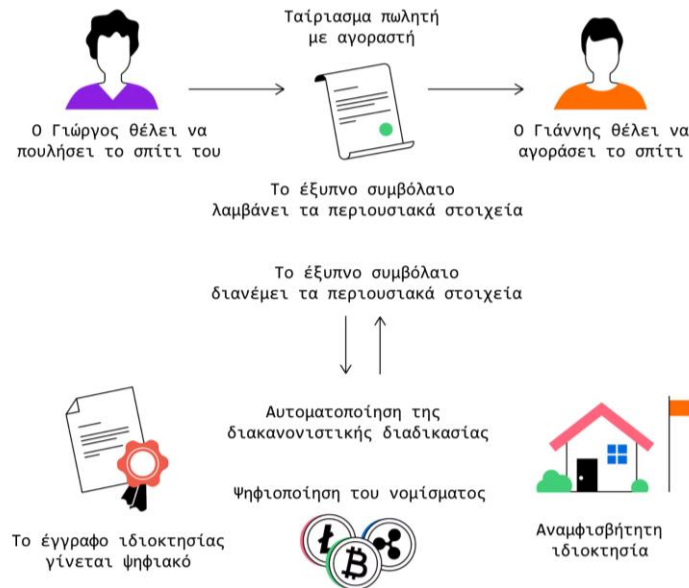 Ταίριασμα πωλητή
με αγοραστή
Ο Γιώργος θέλει να
πουλήσει το σπίτι του
Ο Γιάννης θέλει να
αγοράσει το σπίτι
Το έξυπνο συμβόλαιο
λαμβάνει τα περιουσιακά στοιχεία
Το έξυπνο συμβόλαιο
διανέμει τα περιουσιακά στοιχεία
Αυτοματοποίηση της
διακανονιστικής διαδικασίας
Ψηφιοποίηση του νομίσματος
Το έγγραφο ιδιοκτησίας
γίνεται ψηφιακό
Αναμφισβήτητη
ιδιοκτησία